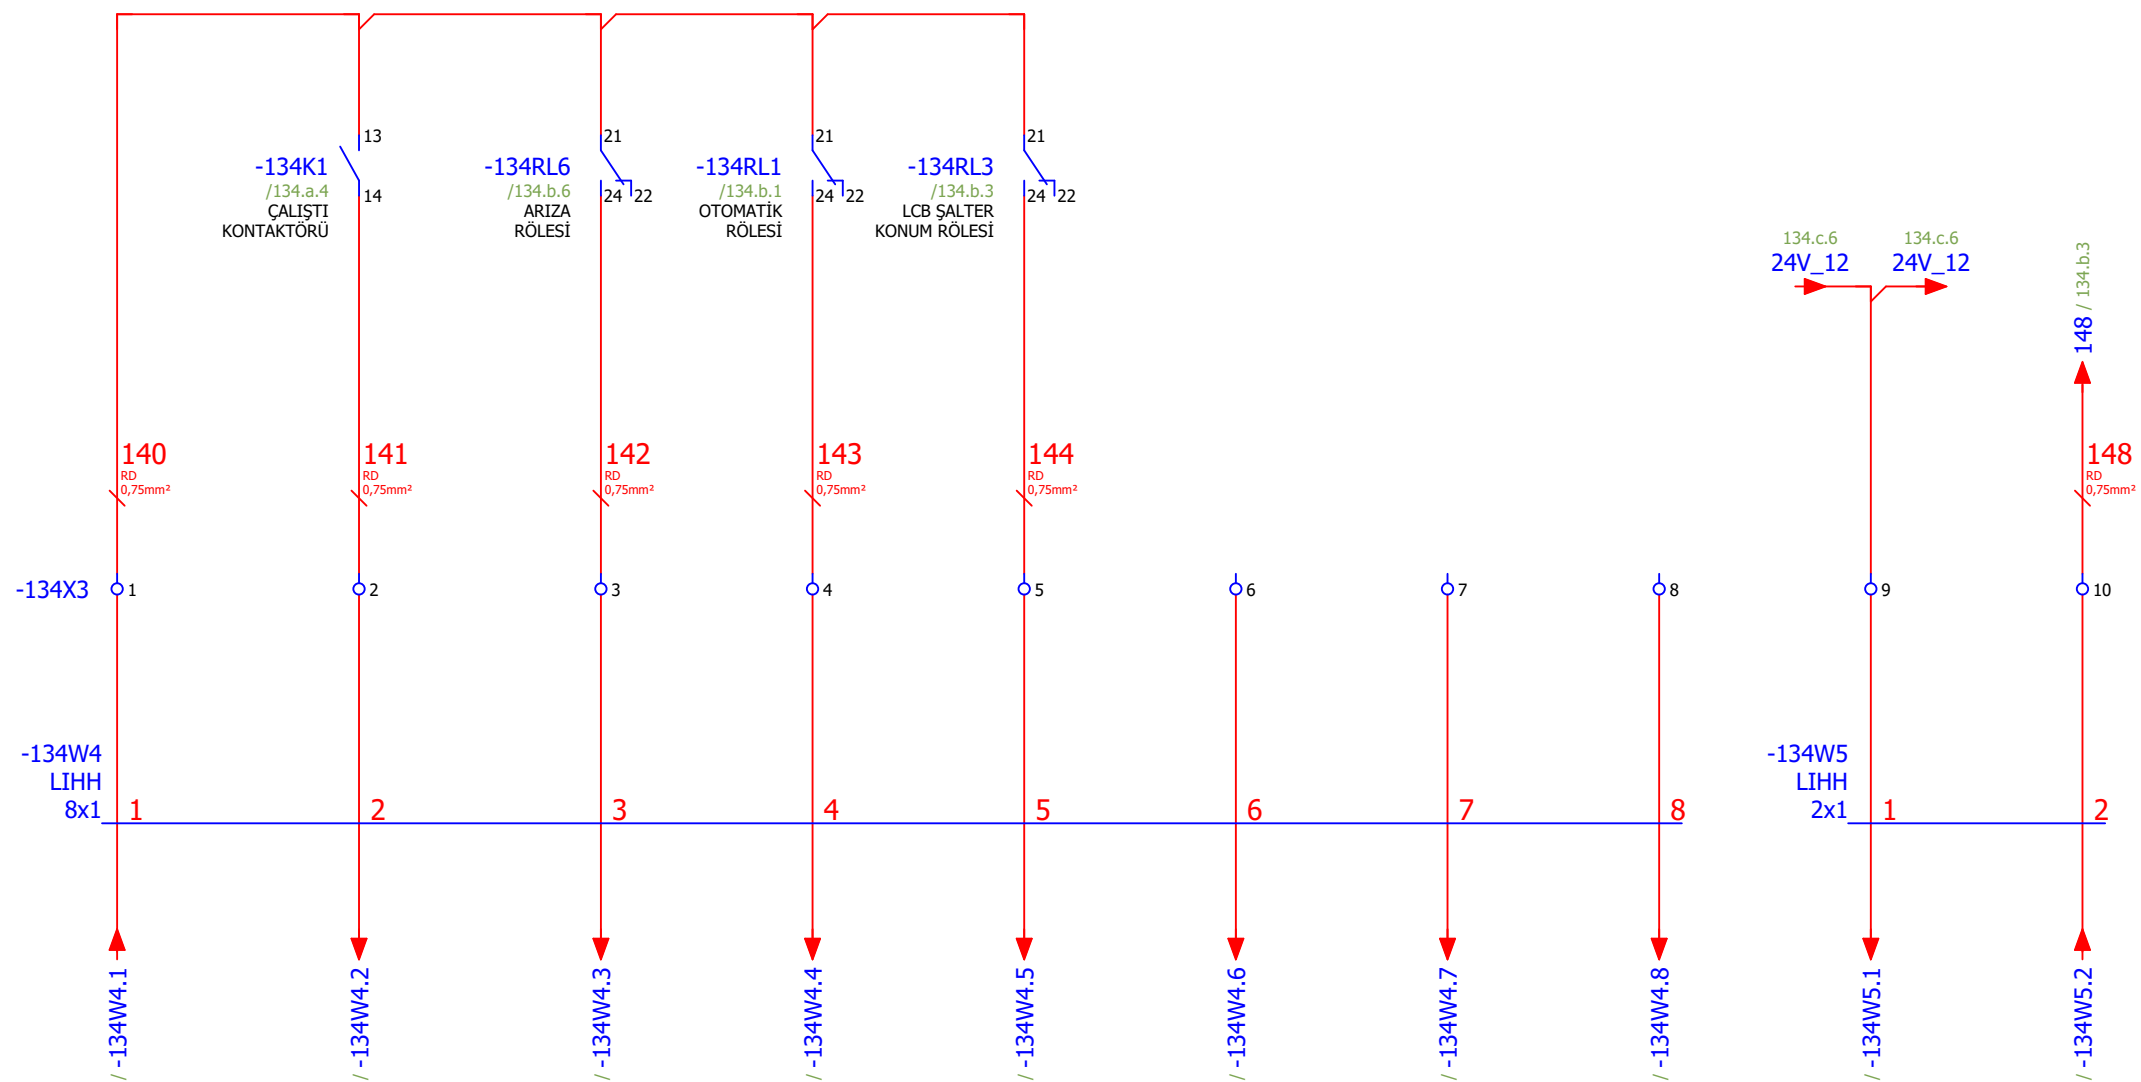 13
21
21
21
-134K1
-134RL6
-134RL1
-134RL3
/134.a.4
/134.b.6
/134.b.1
/134.b.3
14
24 22
24 22
24 22
ÇALIŞTI
KONTAKTÖRÜ
ARIZA
RÖLESİ
OTOMATİK
RÖLESİ
LCB ŞALTER
KONUM RÖLESİ
134.c.6
24V_12
134.c.6
24V_12
148 / 134.b.3
140
RD
0,75mm²
141
RD
0,75mm²
142
RD
0,75mm²
143
RD
0,75mm²
144
RD
0,75mm²
148
RD
0,75mm²
-134X3
1
2
3
4
5
6
7
8
9
10
-134W4
LIHH
8x1
1
2
3
4
5
6
7
8
-134W5
LIHH
2x1
1
2
/ -134W4.1
/ -134W4.2
/ -134W4.3
/ -134W4.4
/ -134W4.5
/ -134W4.6
/ -134W4.7
/ -134W4.8
/ -134W5.1
/ -134W5.2